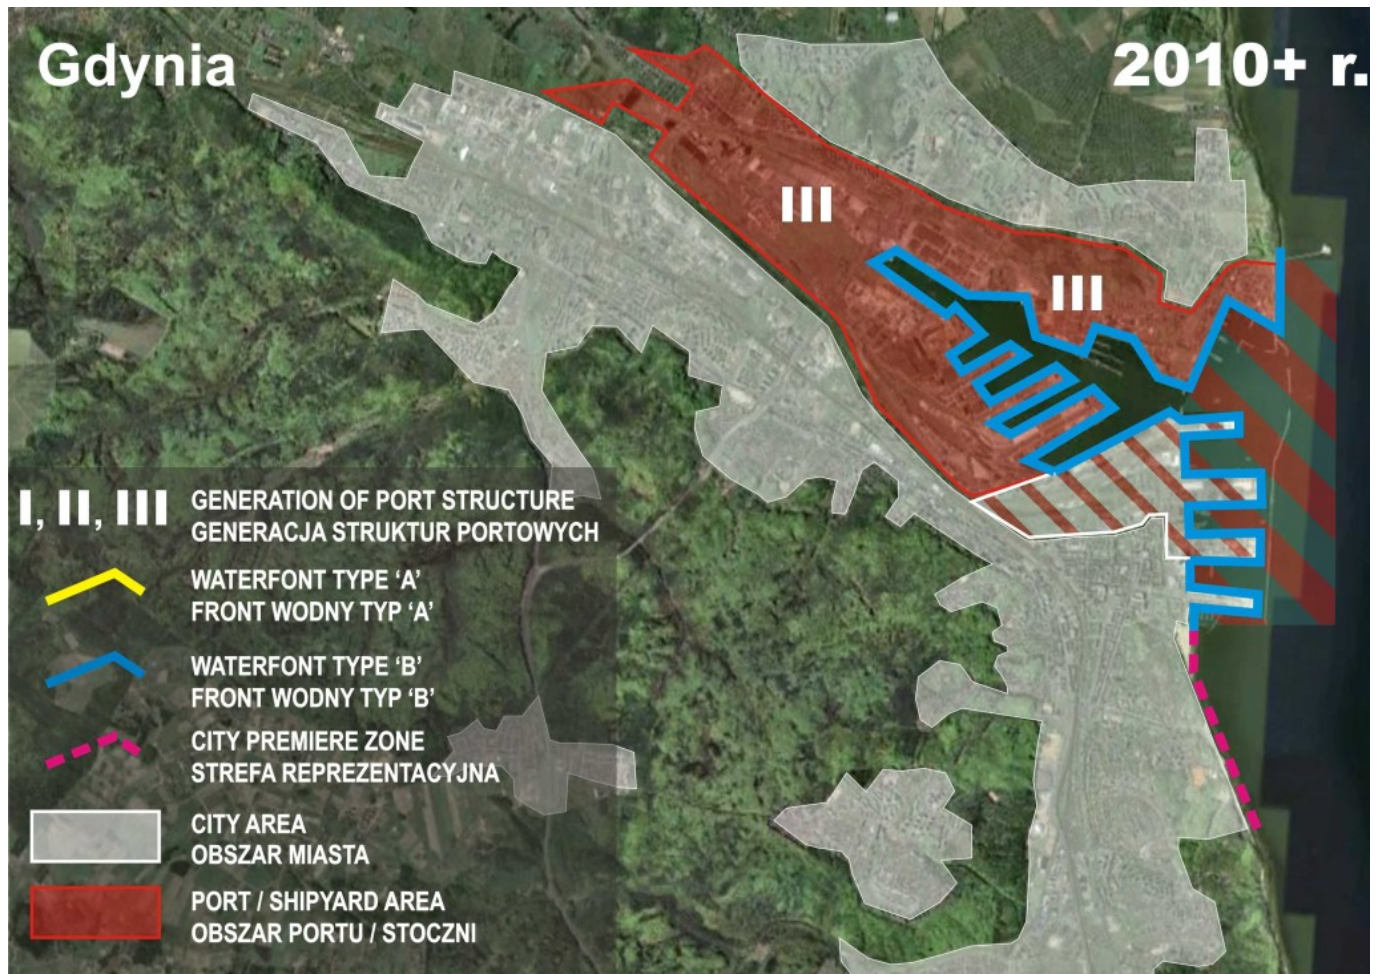 Gdynia
2010+ r.
III
III
I, II, III
GENERATION OF PORT STRUCTURE
GENERACJA STRUKTUR PORTOWYCH
WATERFONT TYPE ‘A’
FRONT WODNY TYP ‘A’
WATERFONT TYPE ‘B’
FRONT WODNY TYP ‘B’
CITY PREMIERE ZONE
STREFA REPREZENTACYJNA
CITY AREA
OBSZAR MIASTA
PORT / SHIPYARD AREA
OBSZAR PORTU / STOCZNI